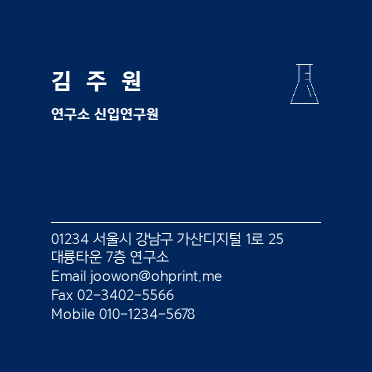 김 주 원
연구소 신입연구원
01234 서울시 강남구 가산디지털 1로 25
대륭타운 7층 연구소
Email joowon@ohprint.me
Fax 02-3402-5566
Mobile 010-1234-5678